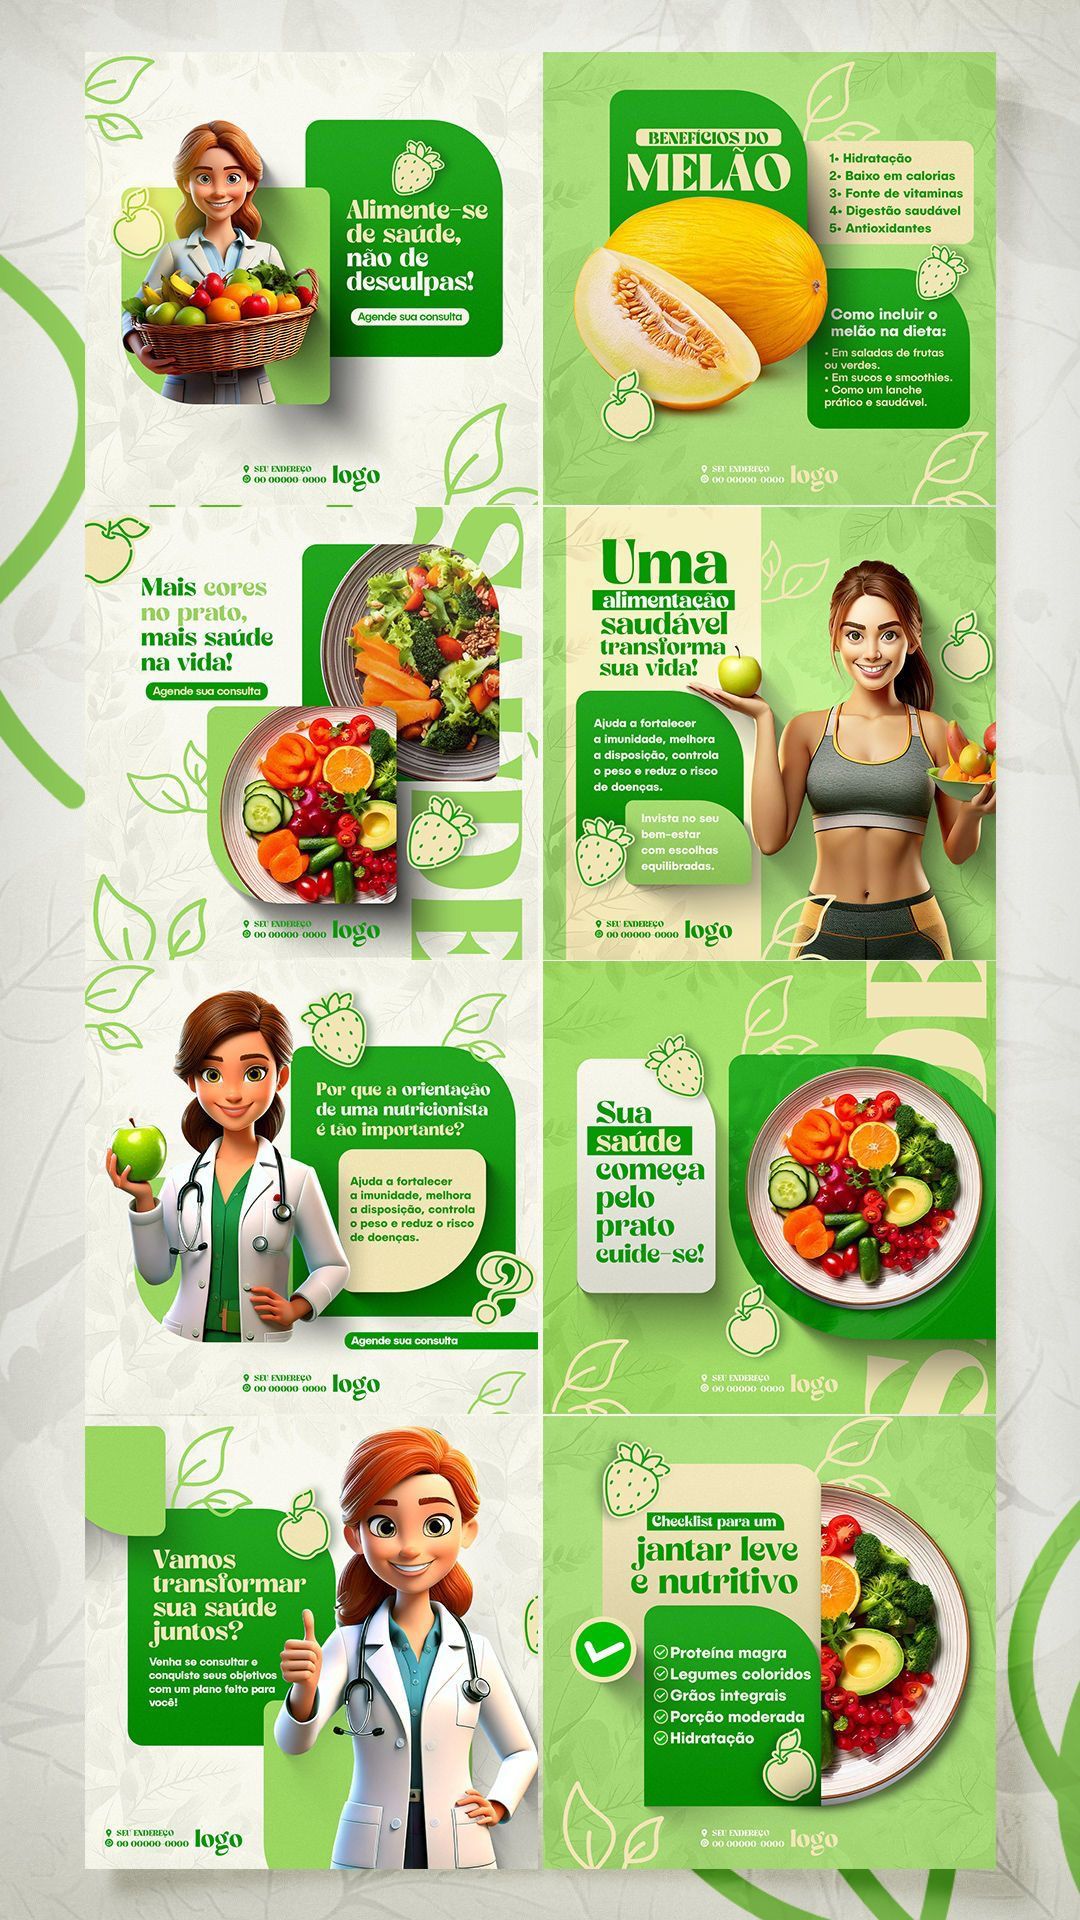 Alimente-se
de saúde,
não de
desculpas!
Agende sua consulta
SEU ENDEREÇO
00 00000-0000
logo
BENEFÍCIOS DO
MELÃO
1• Hidratação
2• Baixo em calorias
3• Fonte de vitaminas
4• Digestão saudável
5• Antioxidantes
Como incluir o
melão na dieta:
• Em saladas de frutas
ou verdes.
• Em sucos e smoothies.
• Como um lanche
prático e saudável.
SEU ENDEREÇO
00 00000-0000
logo
Mais cores
no prato,
mais saúde
na vida!
Agende sua consulta
SAÚDE
SEU ENDEREÇO
00 00000-0000
logo
Uma
alimentação
saudável
transforma
sua vida!
Ajuda a fortalecer
a imunidade, melhora
a disposição, controla
o peso e reduz o risco
de doenças.
Invista no seu
bem-estar
com escolhas
equilibradas.
SEU ENDEREÇO
00 00000-0000
logo
Por que a orientação
de uma nutricionista
é tão importante?
Ajuda a fortalecer
a imunidade, melhora
a disposição, controla
o peso e reduz o risco
de doenças.
?
Agende sua consulta
SEU ENDEREÇO
00 00000-0000
logo
Sua
saúde
começa
pelo
prato
cuide-se!
SEU ENDEREÇO
00 00000-0000
logo
Vamos
transformar
sua saúde
juntos?
Venha se consultar e
conquiste seus objetivos
com um plano feito para
você!
SEU ENDEREÇO
00 00000-0000
logo
Checklist para um
jantar leve
e nutritivo
Proteína magra
Legumes coloridos
Grãos integrais
Porção moderada
Hidratação
SEU ENDEREÇO
00 00000-0000
logo